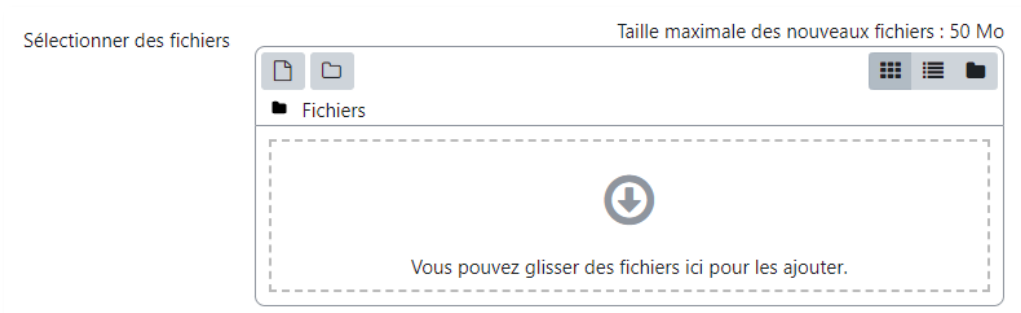 Taille maximale des nouveaux fichiers : 50 Mo
Sélectionner des fichiers
Fichiers
Vous pouvez glisser des fichiers ici pour les ajouter.